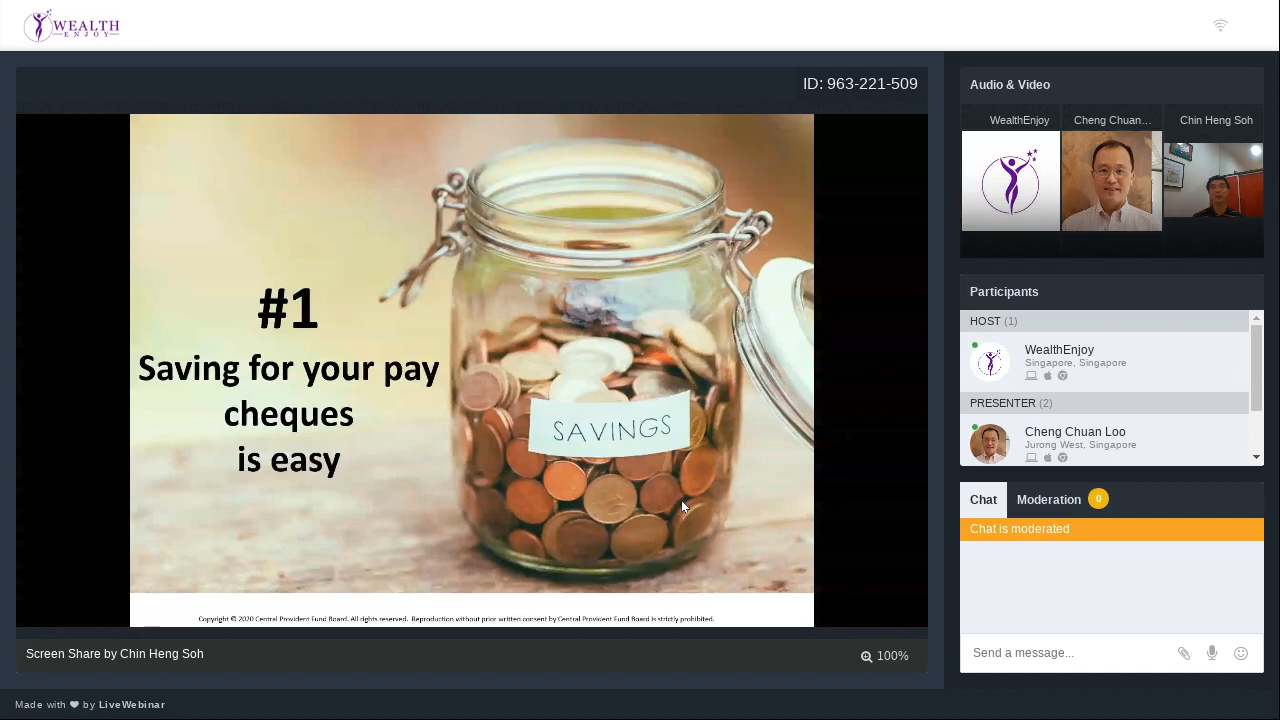 WEALTH
ENJOY
ID: 963-221-509
#1
Saving for your pay
cheques
is easy
SAVINGS
Copyright © 2020 Central Provident Fund Board. All rights reserved. Reproduction without prior written consent by Central Provident Fund Board is strictly prohibited.
Screen Share by Chin Heng Soh
100%
Audio & Video
WealthEnjoy
Cheng Chuan...
Chin Heng Soh
Participants
HOST (1)
WealthEnjoy
Singapore, Singapore
PRESENTER (2)
Cheng Chuan Loo
Jurong West, Singapore
Chat
Moderation 0
Chat is moderated
Send a message...
Made with ❤ by LiveWebinar